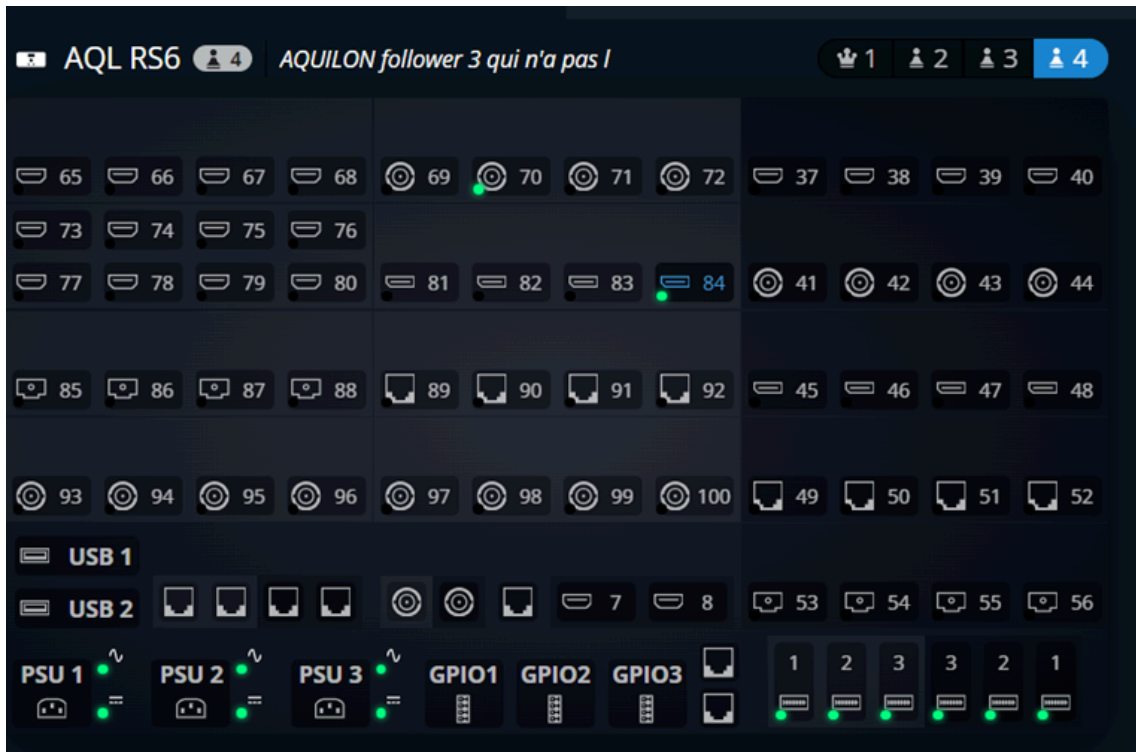 AQL RS6 4 AQUILON follower 3 qui n'a pas l 1 2 3 4
65 66 67 68 69 70 71 72 37 38 39 40
73 74 75 76
77 78 79 80 81 82 83 84 41 42 43 44
85 86 87 88 89 90 91 92 45 46 47 48
93 94 95 96 97 98 99 100 49 50 51 52
USB 1
USB 2 7 8 53 54 55 56
PSU 1 PSU 2 PSU 3 GPIO1 GPIO2 GPIO3 1 2 3 3 2 1